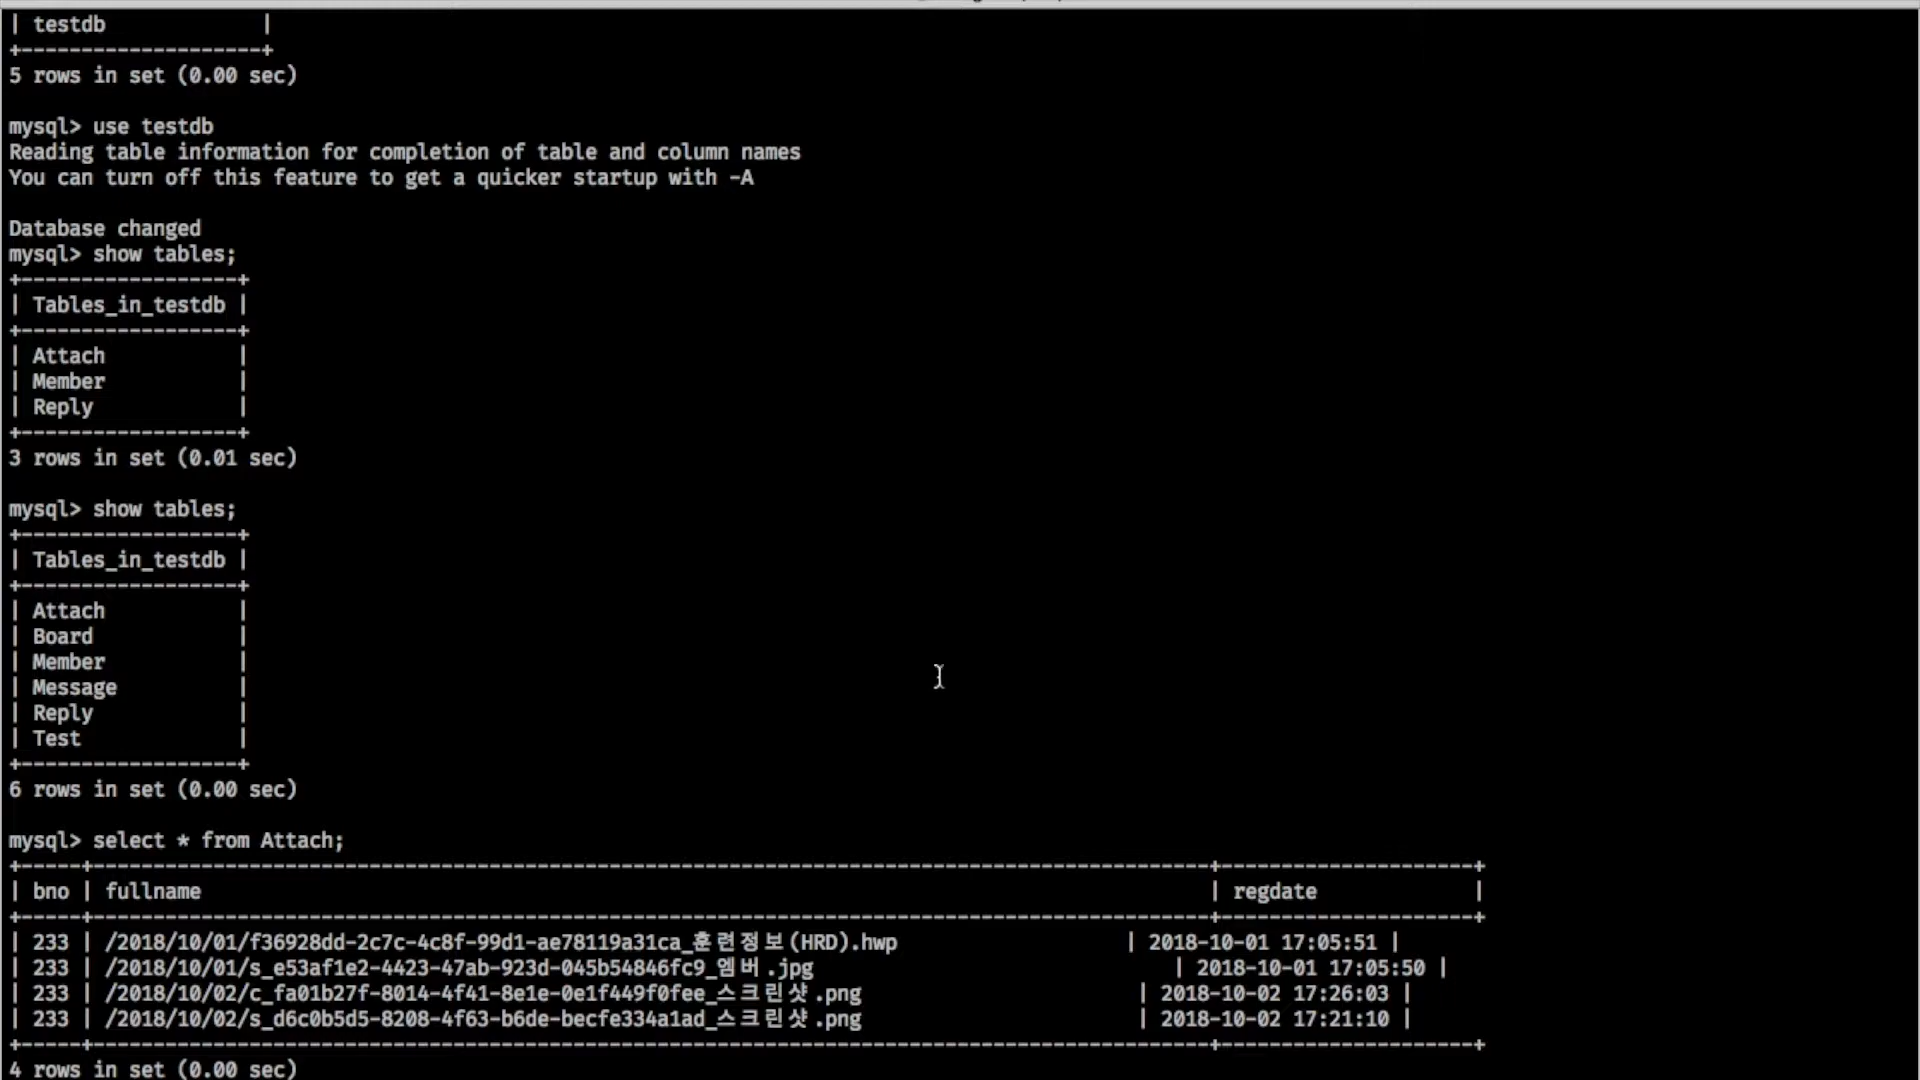 | testdb             |
+--------------------+
5 rows in set (0.00 sec)
mysql> use testdb
Reading table information for completion of table and column names
You can turn off this feature to get a quicker startup with -A
Database changed
mysql> show tables;
+------------------+
| Tables_in_testdb |
+------------------+
| Attach           |
| Member           |
| Reply            |
+------------------+
3 rows in set (0.01 sec)
mysql> show tables;
+------------------+
| Tables_in_testdb |
+------------------+
| Attach           |
| Board            |
| Member           |
| Message          |
| Reply            |
| Test             |
+------------------+
6 rows in set (0.00 sec)
mysql> select * from Attach;
+-----+---------------------------------------------------------------------------------------------+---------------------+
| bno | fullname                                                                                    | regdate             |
+-----+---------------------------------------------------------------------------------------------+---------------------+
| 233 | /2018/10/01/f36928dd-2c7c-4c8f-99d1-ae78119a31ca_훈련정보(HRD).hwp                   | 2018-10-01 17:05:51 |
| 233 | /2018/10/01/s_e53af1e2-4423-47ab-923d-045b54846fc9_엠버.jpg                              | 2018-10-01 17:05:50 |
| 233 | /2018/10/02/c_fa01b27f-8014-4f41-8e1e-0e1f449f0fee_스크린샷.png                       | 2018-10-02 17:26:03 |
| 233 | /2018/10/02/s_d6c0b5d5-8208-4f63-b6de-becfe334a1ad_스크린샷.png                       | 2018-10-02 17:21:10 |
+-----+---------------------------------------------------------------------------------------------+---------------------+
4 rows in set (0.00 sec)